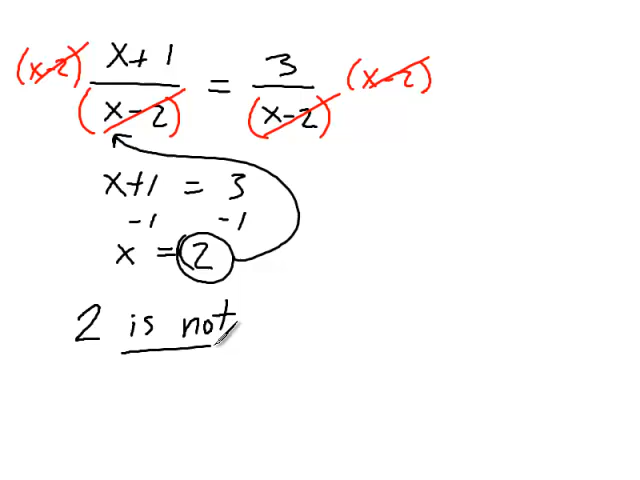 (x-2) x+1/(x-2) = 3/(x-2) (x-2)
x+1 = 3
-1 -1
x = 2
2 is not